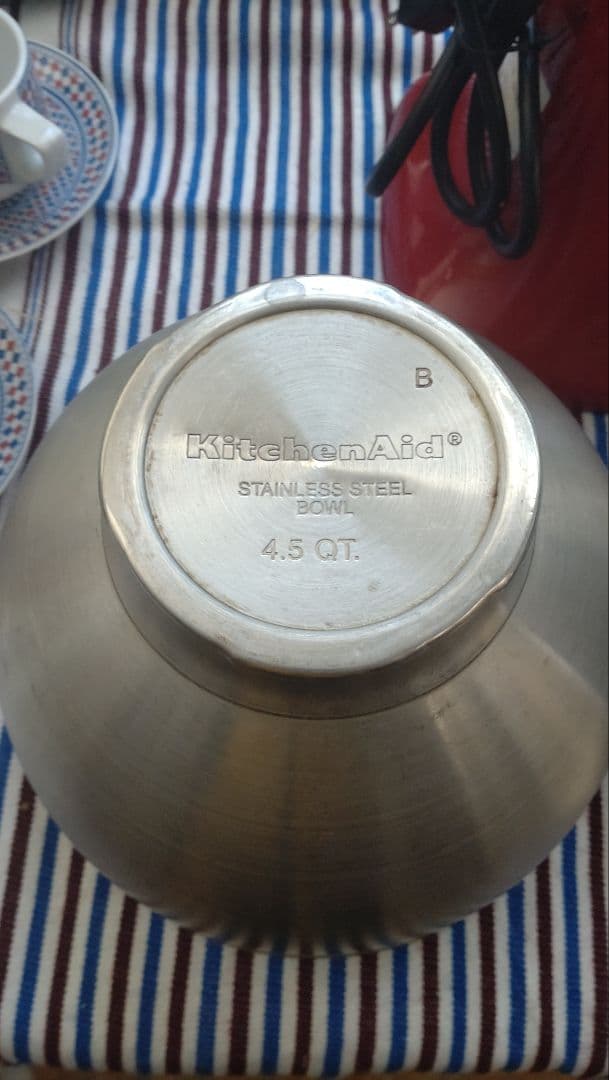 B
KitchenAid®
STAINLESS STEEL
BOWL
4.5 QT.